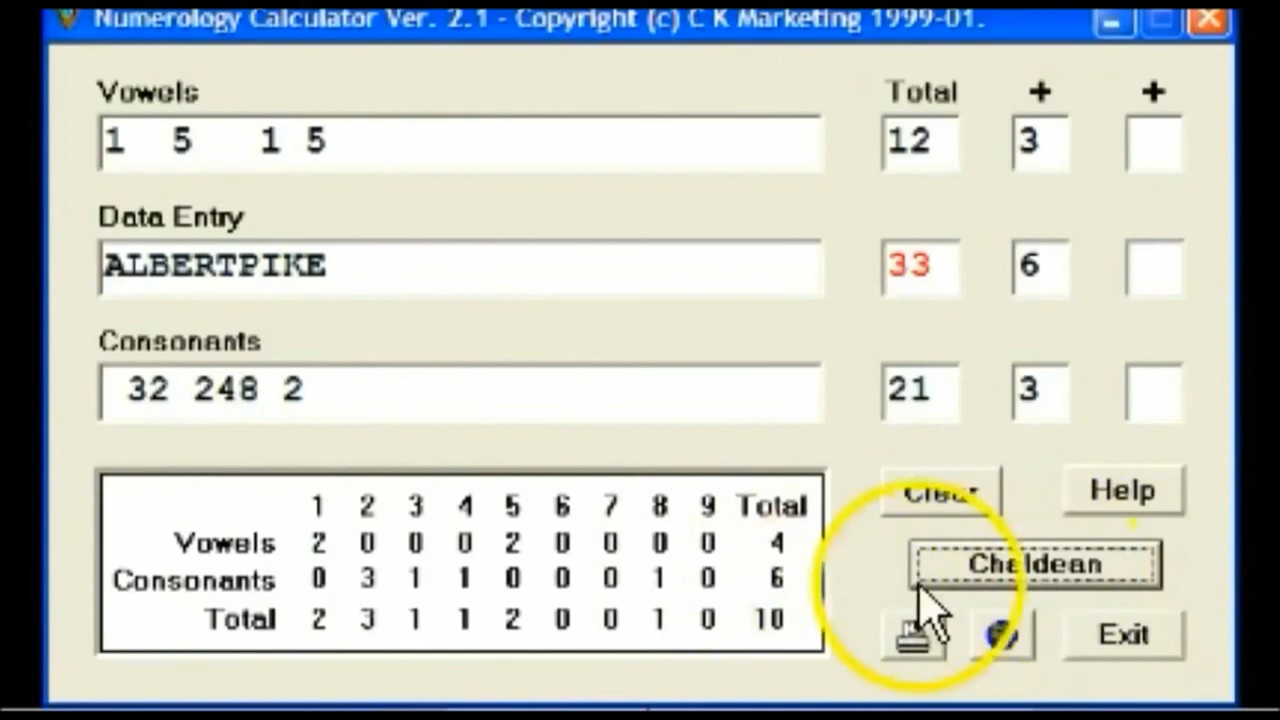 Numerology Calculator Ver. 2.1 - Copyright (c) C K Marketing 1999-01.
Vowels Total + +
1 5 1 5 12 3
Data Entry
ALBERTPIKE 33 6
Consonants
32 248 2 21 3
1 2 3 4 5 6 7 8 9 Total
Vowels 2 0 0 0 2 0 0 0 0 4
Consonants 0 3 1 1 0 0 0 1 0 6
Total 2 3 1 1 2 0 0 1 0 10
Clear Help
Chaldean
Exit